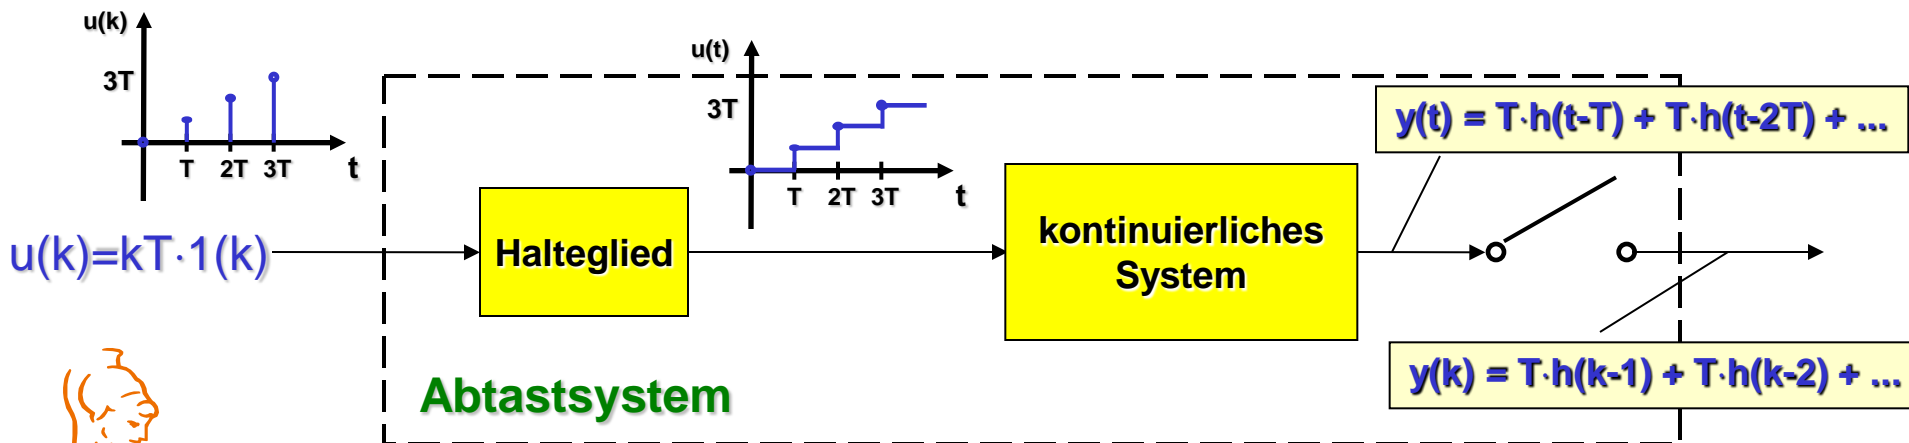 u(k)
3T
T 2T 3T t
u(t)
3T
T 2T 3T t
y(t) = T·h(t-T) + T·h(t-2T) + ...
u(k)=kT·1(k)
Halteglied
kontinuierliches
System
y(k) = T·h(k-1) + T·h(k-2) + ...
Abtastsystem